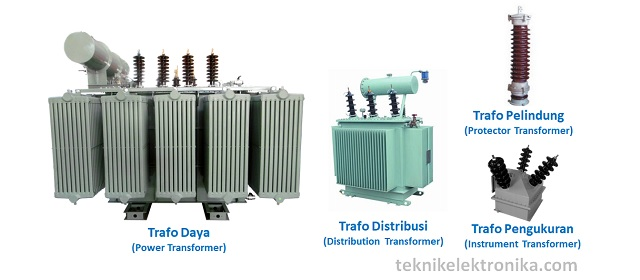 Trafo Daya
(Power Transformer)
Trafo Distribusi
(Distribution Transformer)
Trafo Pelindung
(Protector Transformer)
Trafo Pengukuran
(Instrument Transformer)
teknikelektronika.com